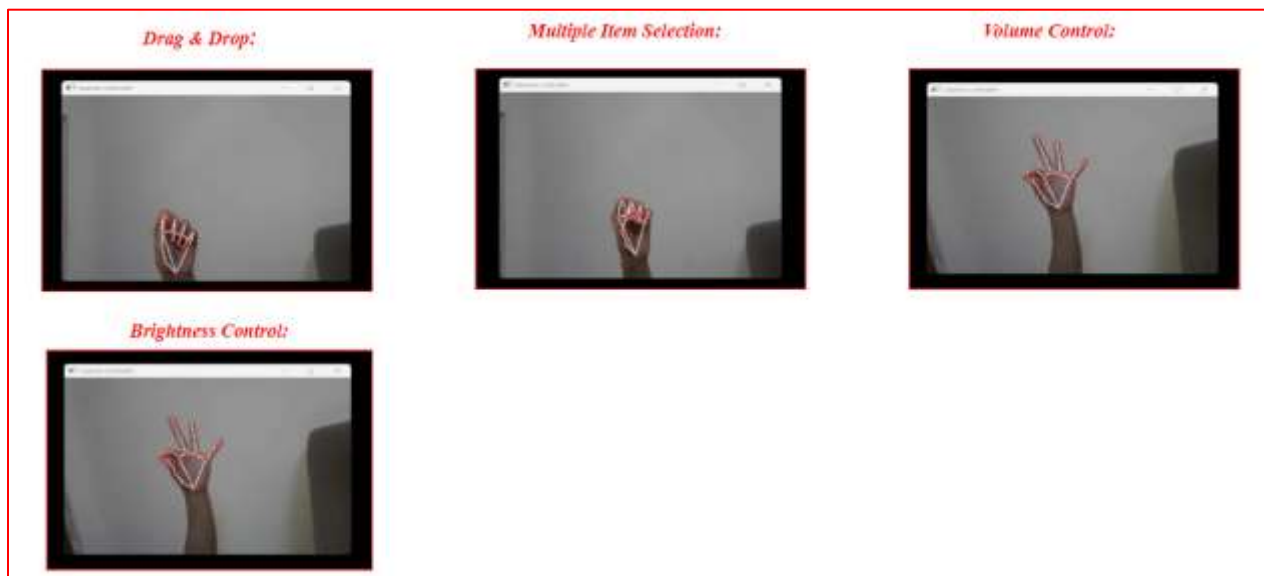 Drag & Drop:
Multiple Item Selection:
Volume Control:
Brightness Control: